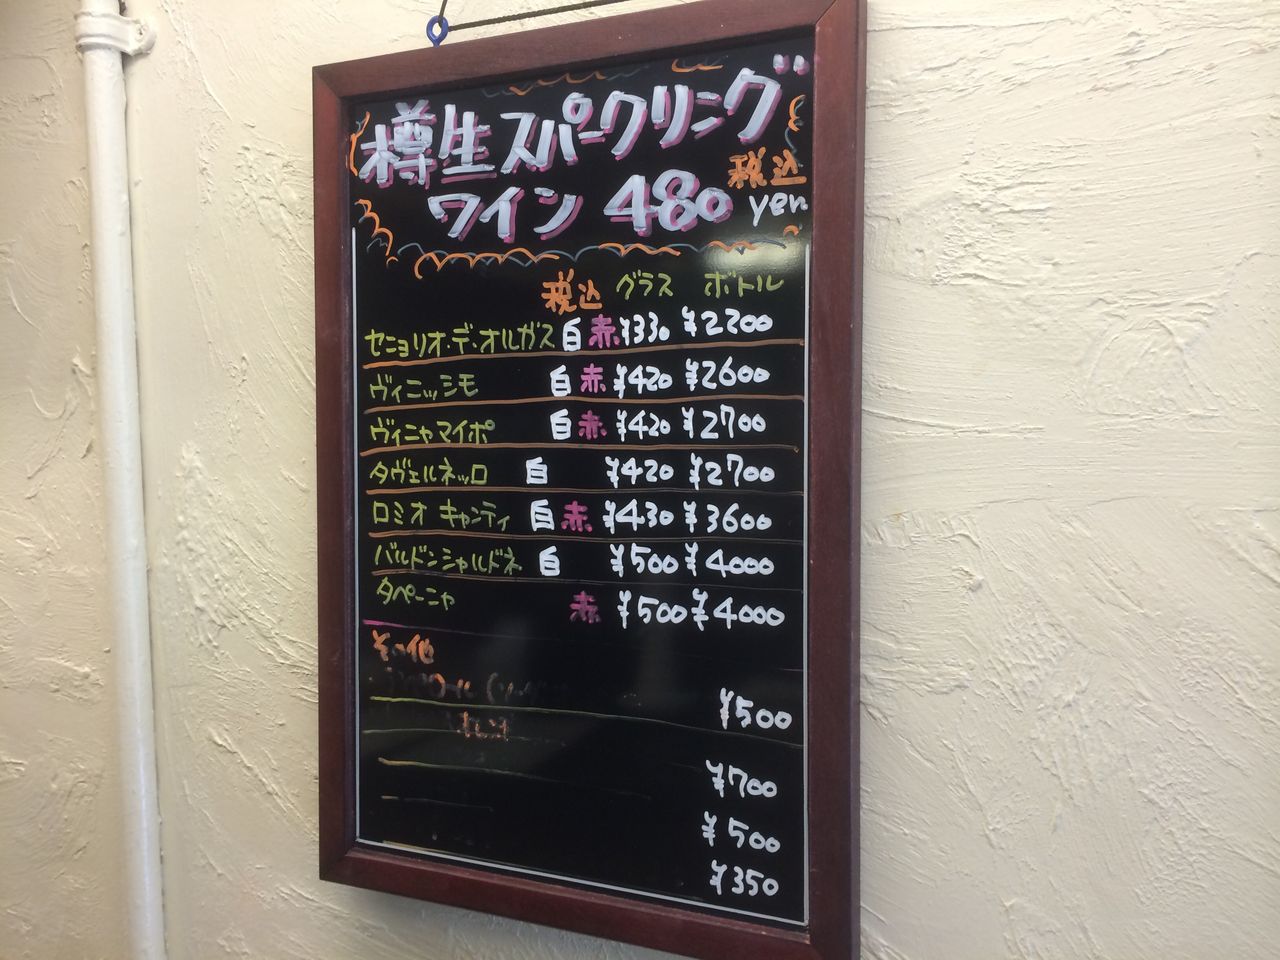 樽生スパークリング
ワイン 480 税込 yen
税込 グラス ボトル
セニョリオ・デ・オルガス 白 赤 ¥330 ¥2200
ヴィニッシモ 白 赤 ¥420 ¥2600
ヴィニャマイポ 白 赤 ¥420 ¥2700
タヴェルネッロ 白 ¥420 ¥2700
ロミオ キャンティ 白 赤 ¥430 ¥3600
バルドンシャルドネ 白 ¥500 ¥4000
タペーニャ 赤 ¥500 ¥4000
その他
¥500
¥700
¥500
¥350